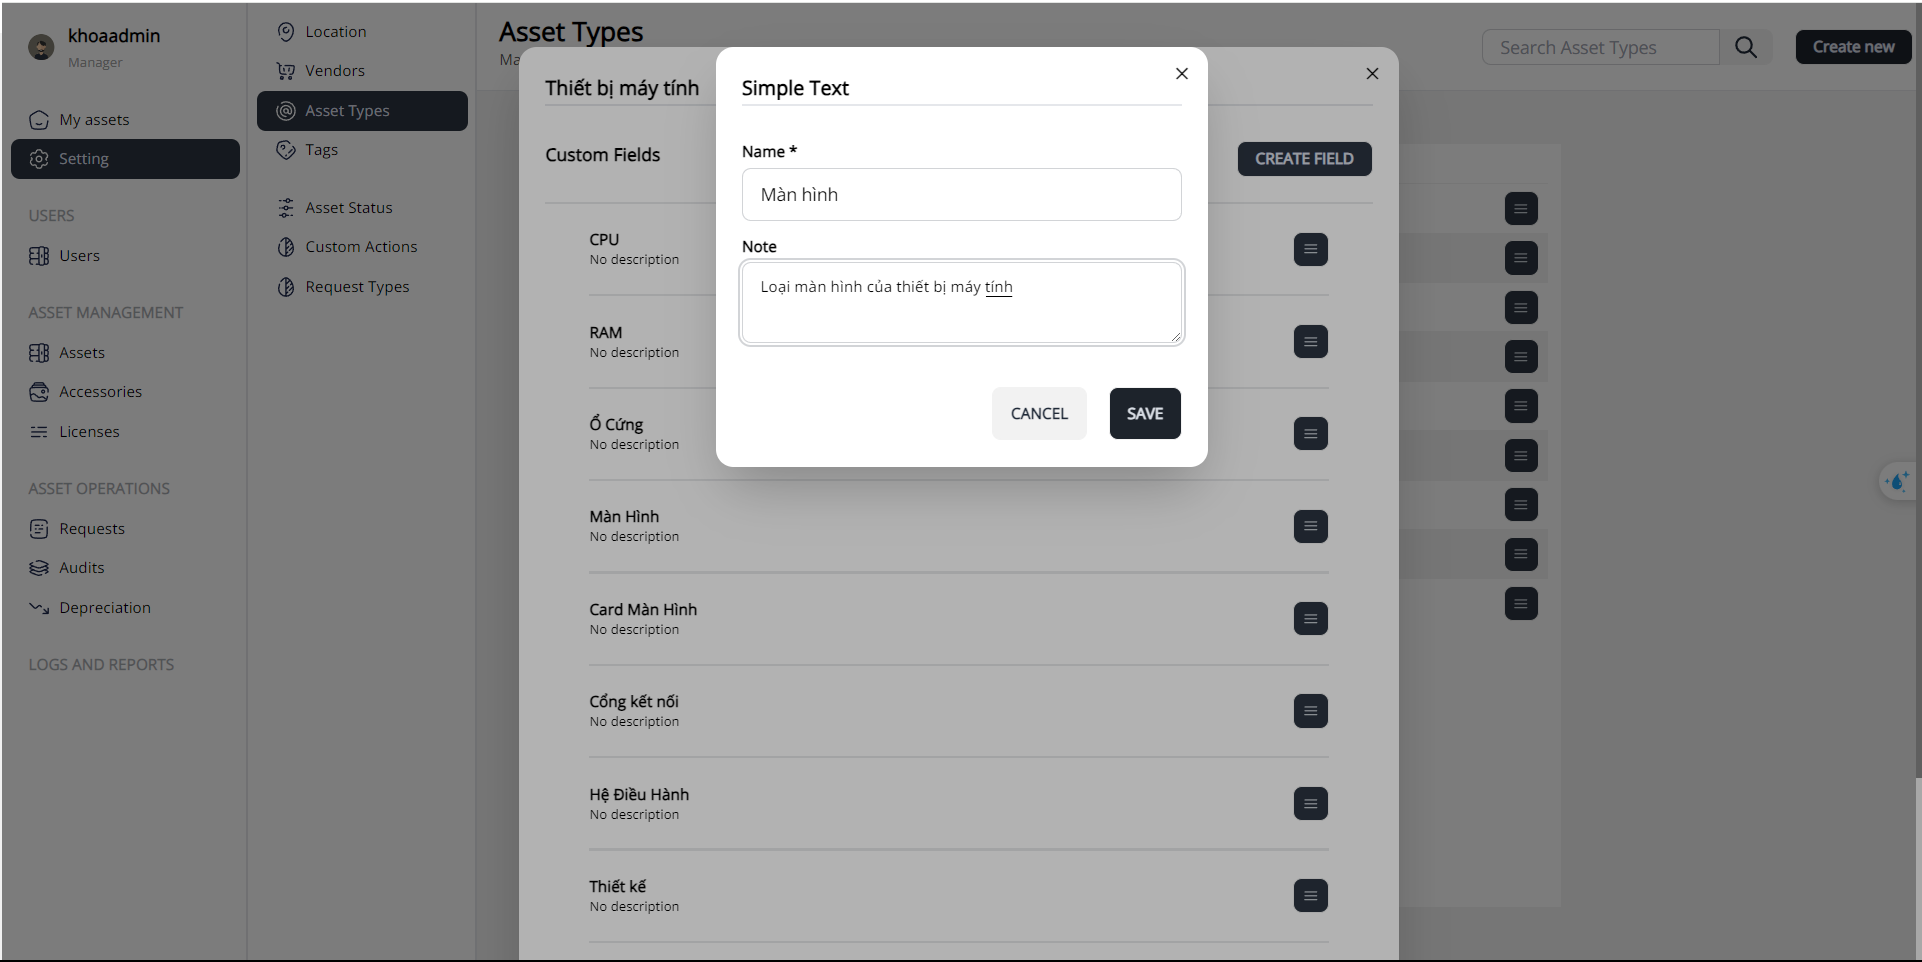 khoaadmin
Manager
My assets
Setting
USERS
Users
ASSET MANAGEMENT
Assets
Accessories
Licenses
ASSET OPERATIONS
Requests
Audits
Depreciation
LOGS AND REPORTS
Location
Vendors
Asset Types
Tags
Asset Status
Custom Actions
Request Types
Asset Types
Ma
Search Asset Types
Create new
Thiết bị máy tính
Custom Fields
CREATE FIELD
CPU
No description
RAM
No description
Ổ Cứng
No description
Màn Hình
No description
Card Màn Hình
No description
Cổng kết nối
No description
Hệ Điều Hành
No description
Thiết kế
No description
Simple Text
Name *
Màn hình
Note
Loại màn hình của thiết bị máy tính
CANCEL
SAVE